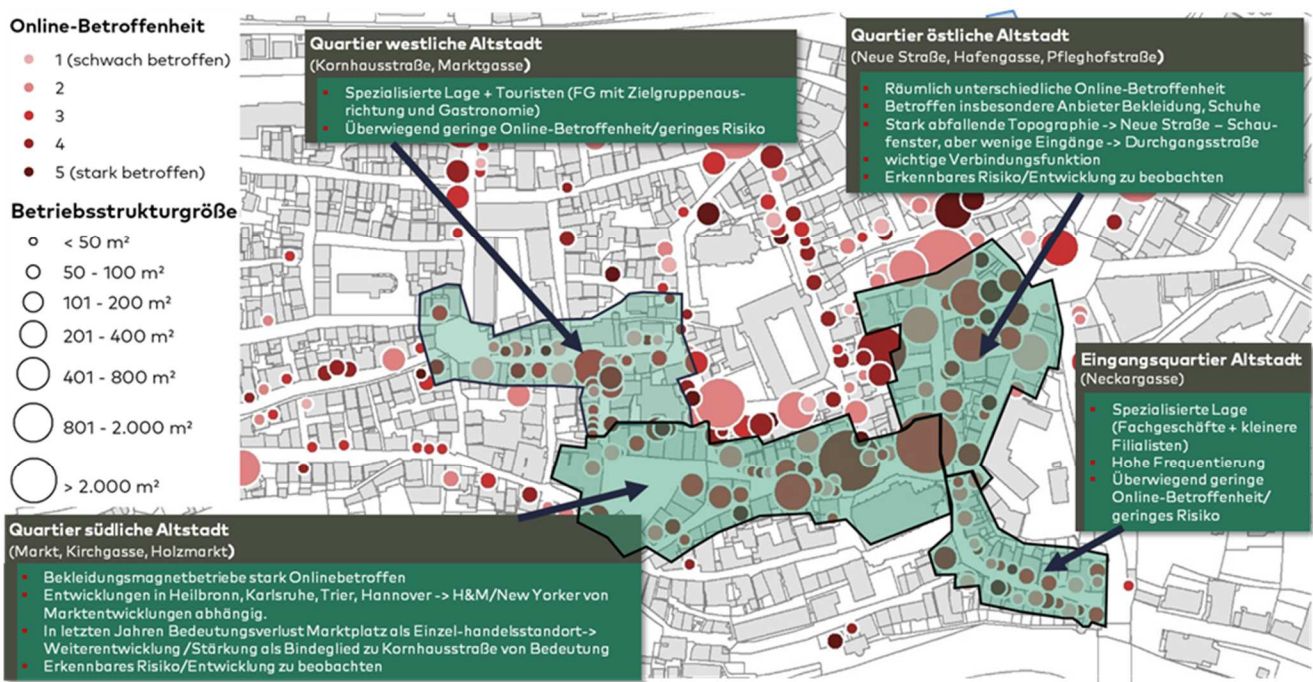 Online-Betroffenheit
1 (schwach betroffen)
2
3
4
5 (stark betroffen)
Betriebsstrukturgröße
< 50 m²
50 - 100 m²
101 - 200 m²
201 - 400 m²
401 - 800 m²
801 - 2.000 m²
> 2.000 m²
Quartier westliche Altstadt
(Kornhausstraße, Marktgasse)
Spezialisierte Lage + Touristen (FG mit Zielgruppenaus-
richtung und Gastronomie)
Überwiegend geringe Online-Betroffenheit/geringes Risiko
Quartier östliche Altstadt
(Neue Straße, Hafengasse, Pfleghofstraße)
Räumlich unterschiedliche Online-Betroffenheit
Betroffen insbesondere Anbieter Bekleidung, Schuhe
Stark abfallende Topographie -> Neue Straße – Schau-
fenster, aber wenige Eingänge -> Durchgangsstraße
wichtige Verbindungsfunktion
Erkennbares Risiko/Entwicklung zu beobachten
Eingangsquartier Altstadt
(Neckargasse)
Spezialisierte Lage
(Fachgeschäfte + kleinere
Filialisten)
Hohe Frequentierung
Überwiegend geringe
Online-Betroffenheit/
geringes Risiko
Quartier südliche Altstadt
(Markt, Kirchgasse, Holzmarkt)
Bekleidungsmagnetbetriebe stark Onlinebetroffen
Entwicklungen in Heilbronn, Karlsruhe, Trier, Hannover -> H&M/New Yorker von
Marktentwicklungen abhängig.
In letzten Jahren Bedeutungsverlust Marktplatz als Einzel-handelsstandort->
Weiterentwicklung /Stärkung als Bindeglied zu Kornhausstraße von Bedeutung
Erkennbares Risiko/Entwicklung zu beobachten